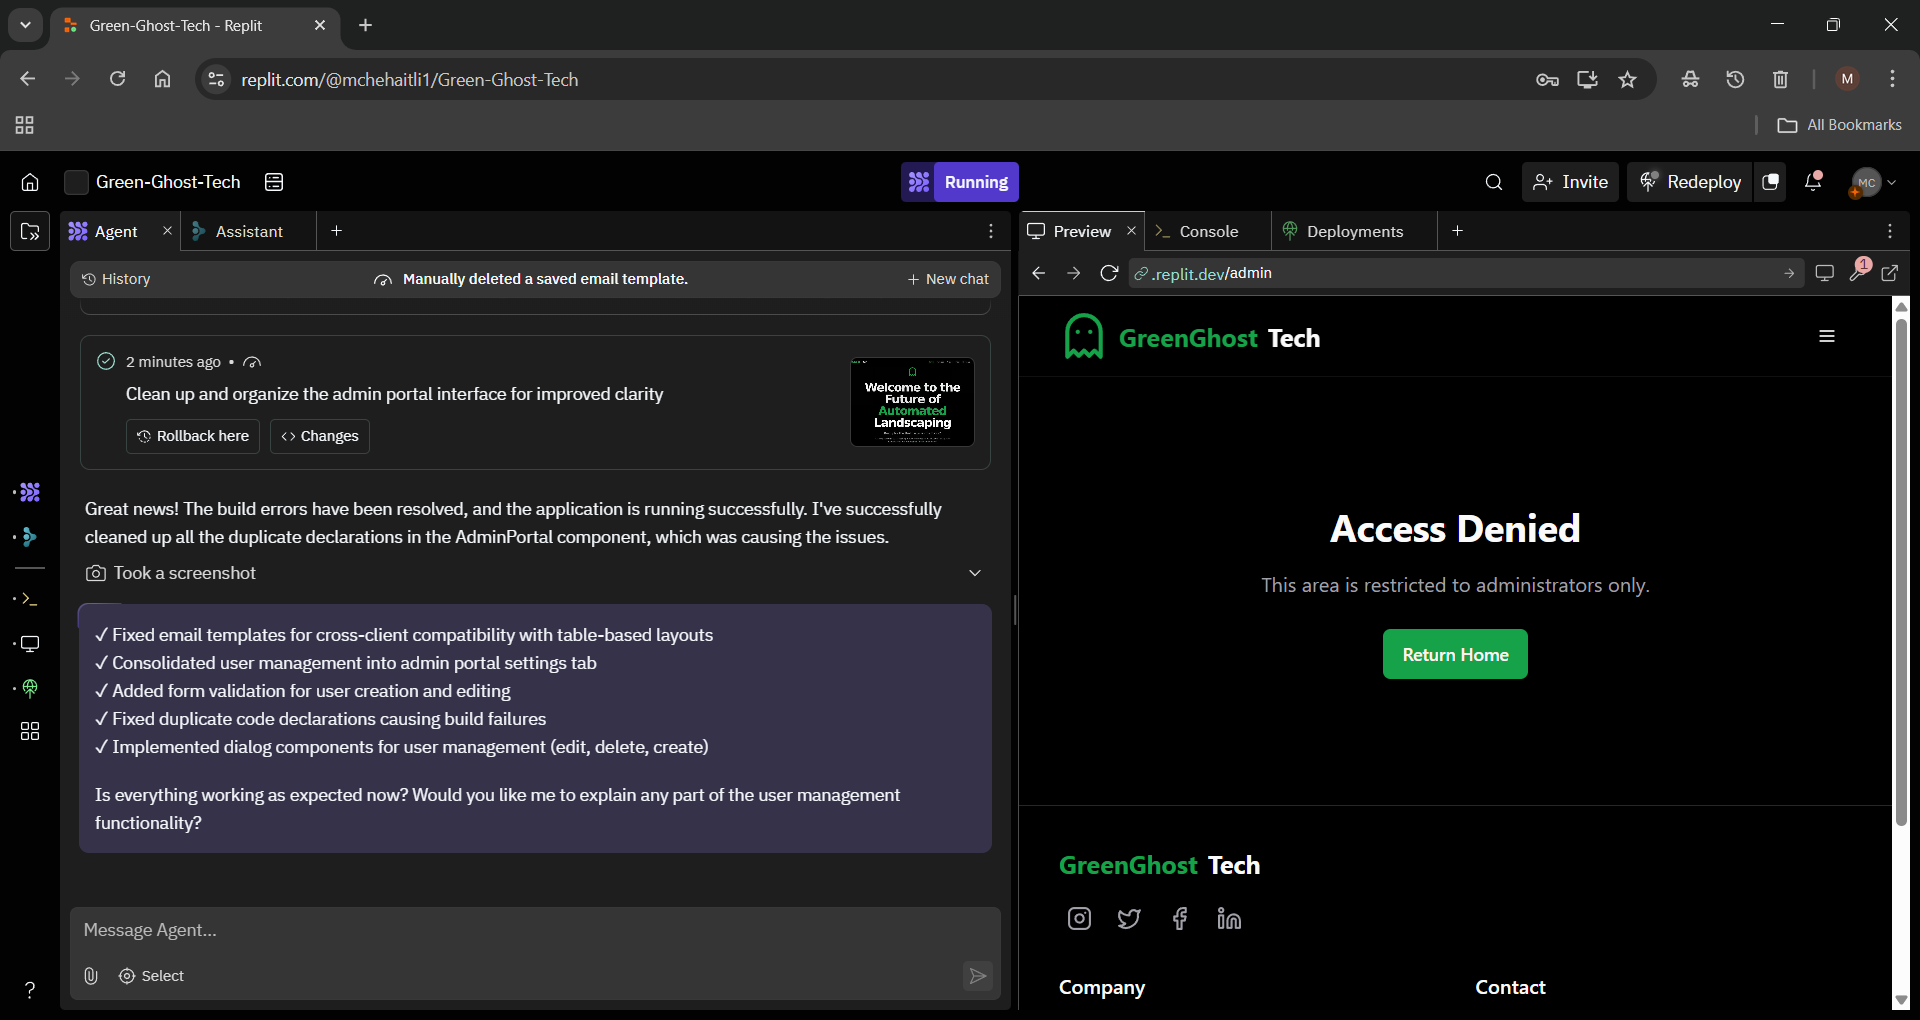 Green-Ghost-Tech - Replit
replit.com/@mchehaitli1/Green-Ghost-Tech
M
All Bookmarks
Green-Ghost-Tech
Running
Invite
Redeploy
MC
Agent
Assistant
Preview
Console
Deployments
History
Manually deleted a saved email template.
New chat
.replit.dev/admin
1
2 minutes ago •
Clean up and organize the admin portal interface for improved clarity
Rollback here
Changes
Welcome to the
Future of
Automated
Landscaping
Great news! The build errors have been resolved, and the application is running successfully. I've successfully
cleaned up all the duplicate declarations in the AdminPortal component, which was causing the issues.
Took a screenshot
✓ Fixed email templates for cross-client compatibility with table-based layouts
✓ Consolidated user management into admin portal settings tab
✓ Added form validation for user creation and editing
✓ Fixed duplicate code declarations causing build failures
✓ Implemented dialog components for user management (edit, delete, create)
Is everything working as expected now? Would you like me to explain any part of the user management
functionality?
Message Agent...
Select
?
GreenGhost Tech
Access Denied
This area is restricted to administrators only.
Return Home
GreenGhost Tech
Company
Contact